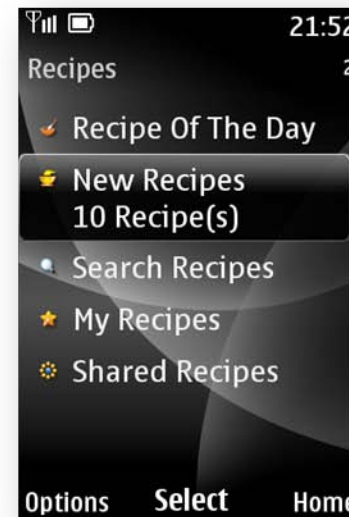 21:52
Recipes
2
Recipe Of The Day
New Recipes
10 Recipe(s)
Search Recipes
My Recipes
Shared Recipes
Options Select Home